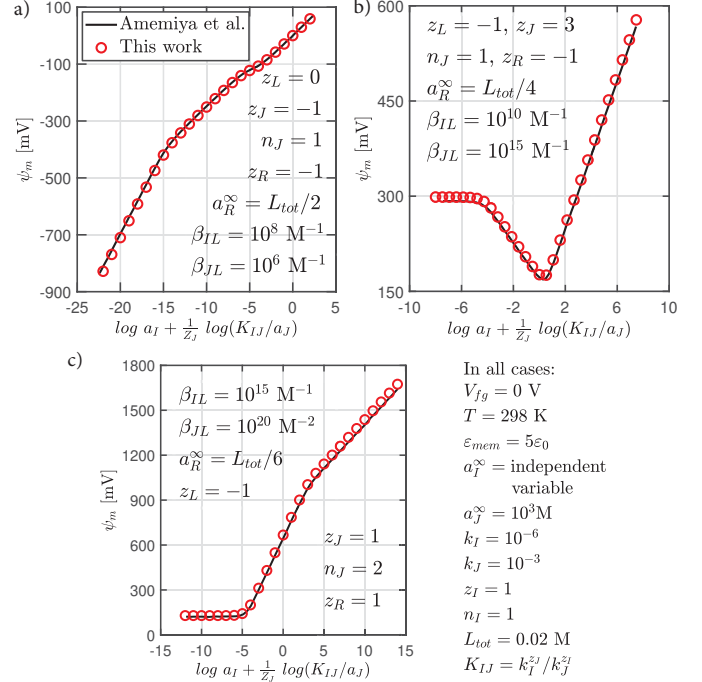 a)
Amemiya et al.
This work
z_L = 0
z_J = −1
n_J = 1
z_R = −1
a_R^∞ = L_tot/2
β_IL = 10^8 M^−1
β_JL = 10^6 M^−1
ψ_m [mV]
100
-100
-300
-500
-700
-900
-25 -20 -15 -10 -5 0 5
log a_I + 1/Z_J log(K_IJ/a_J)
b)
z_L = −1, z_J = 3
n_J = 1, z_R = −1
a_R^∞ = L_tot/4
β_IL = 10^10 M^−1
β_JL = 10^15 M^−1
ψ_m [mV]
600
450
300
150
-10 -6 -2 2 6 10
log a_I + 1/Z_J log(K_IJ/a_J)
c)
β_IL = 10^15 M^−1
β_JL = 10^20 M^−2
a_R^∞ = L_tot/6
z_L = −1
z_J = 1
n_J = 2
z_R = 1
ψ_m [mV]
1800
1500
1200
900
600
300
0
-15 -10 -5 0 5 10 15
log a_I + 1/Z_J log(K_IJ/a_J)
In all cases:
V_fg = 0 V
T = 298 K
ε_mem = 5ε_0
a_I^∞ = independent
variable
a_J^∞ = 10^3M
k_I = 10^−6
k_J = 10^−3
z_I = 1
n_I = 1
L_tot = 0.02 M
K_IJ = k_I^z_J/k_J^z_I